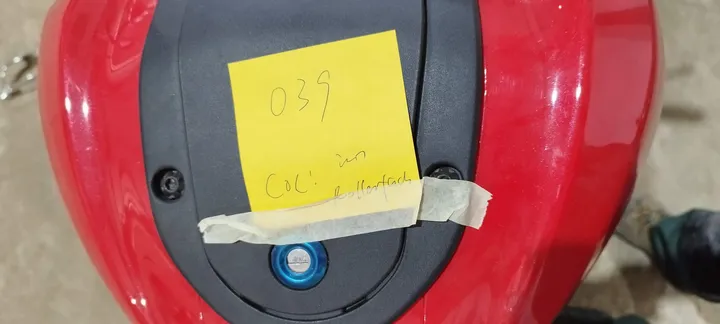 039
COC: im
Rollerfach